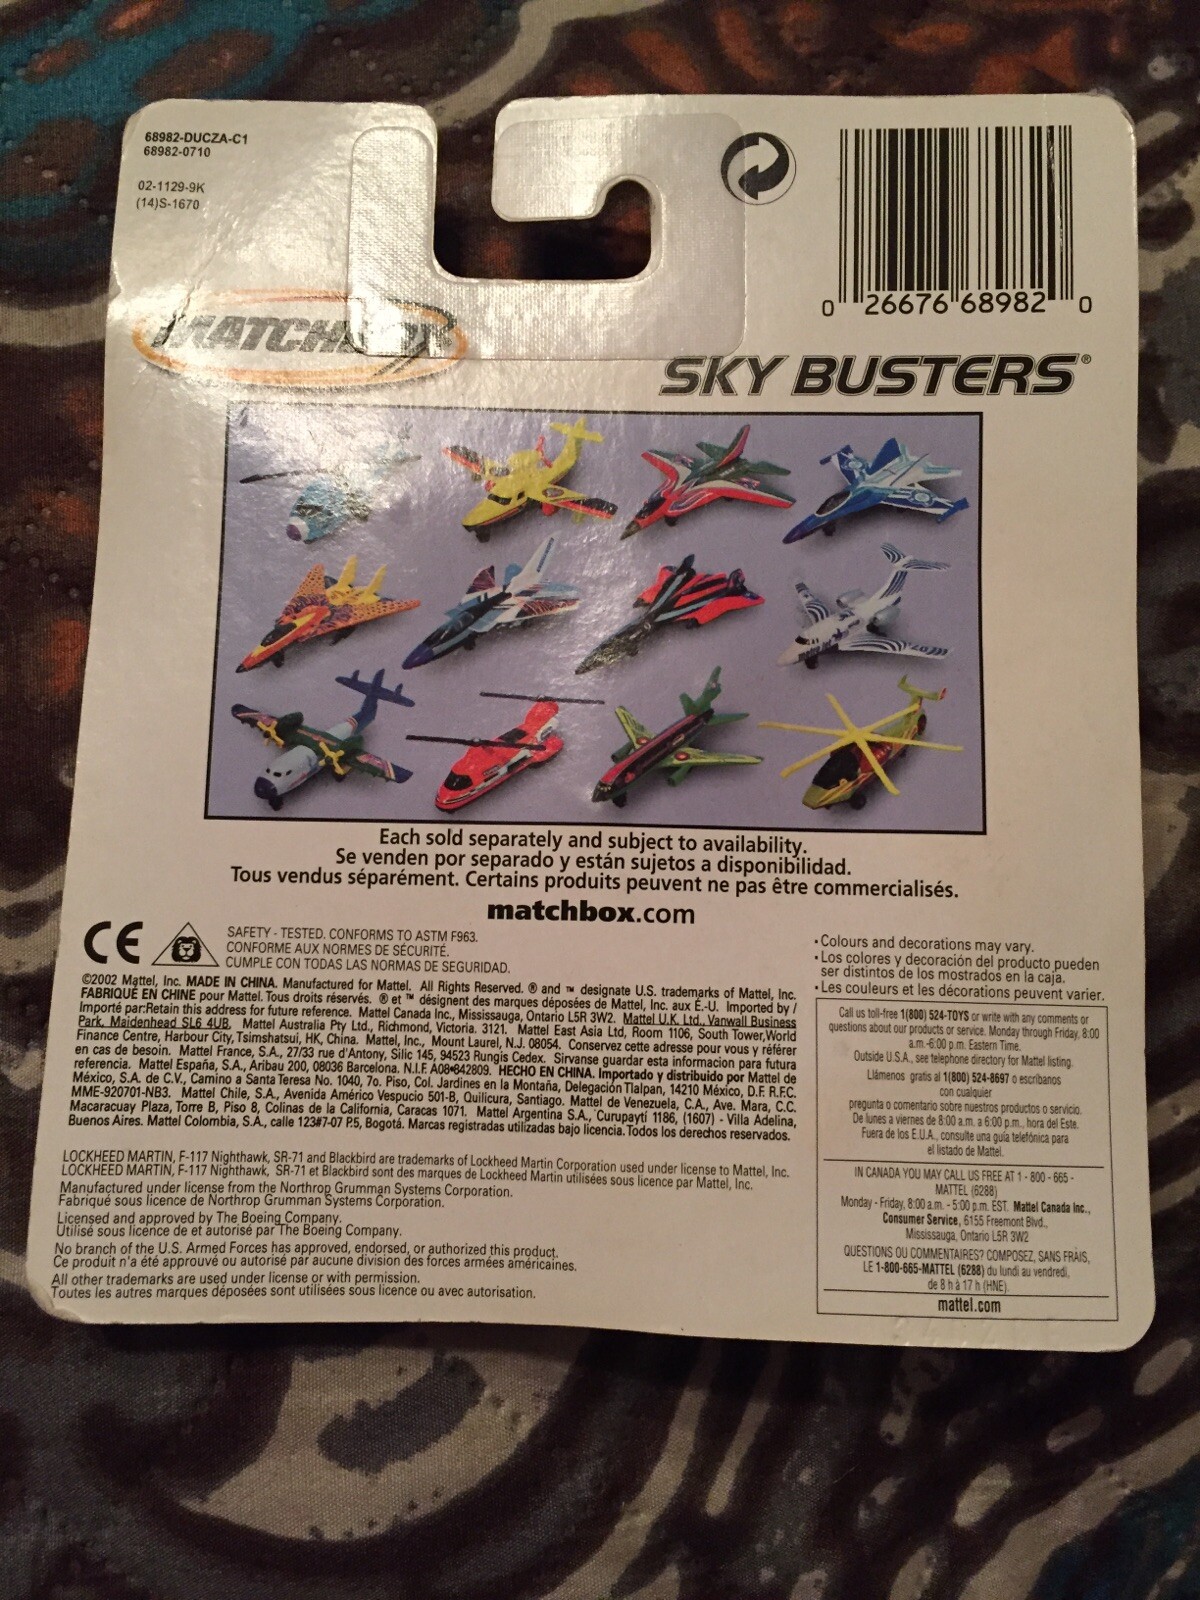 68982-DUCZA-C1
68982-0710
02-1129-9K
(14)S-1670
0 26676 68982 0
MATCHBOX
SKY BUSTERS®
Each sold separately and subject to availability.
Se venden por separado y están sujetos a disponibilidad.
Tous vendus séparément. Certains produits peuvent ne pas être commercialisés.
matchbox.com
CE
SAFETY - TESTED. CONFORMS TO ASTM F963.
CONFORME AUX NORMES DE SÉCURITÉ.
CUMPLE CON TODAS LAS NORMAS DE SEGURIDAD.
©2002 Mattel, Inc. MADE IN CHINA. Manufactured for Mattel. All Rights Reserved. ® and ™ designate U.S. trademarks of Mattel, Inc.
FABRIQUÉ EN CHINE pour Mattel. Tous droits réservés. ® et ™ désignent des marques déposées de Mattel, Inc. aux É.-U. Imported by /
Importé par:Retain this address for future reference. Mattel Canada Inc., Mississauga, Ontario L5R 3W2. Mattel U.K. Ltd., Vanwall Business
Park, Maidenhead SL6 4UB. Mattel Australia Pty Ltd., Richmond, Victoria. 3121. Mattel East Asia Ltd, Room 1106, South Tower,World
Finance Centre, Harbour City, Tsimshatsui, HK, China. Mattel, Inc., Mount Laurel, N.J. 08054. Conservez cette adresse pour vous y référer
en cas de besoin. Mattel France, S.A., 27/33 rue d'Antony, Silic 145, 94523 Rungis Cedex. Sirvanse guardar esta informacion para futura
referencia. Mattel España, S.A., Aribau 200, 08036 Barcelona. N.I.F. A08-842809. HECHO EN CHINA. Importado y distribuido por Mattel de
México, S.A. de C.V., Camino a Santa Teresa No. 1040, 7o. Piso, Col. Jardines en la Montaña, Delegación Tlalpan, 14210 México, D.F. R.F.C.
MME-920701-NB3. Mattel Chile, S.A., Avenida Américo Vespucio 501-B, Quilicura, Santiago. Mattel de Venezuela, C.A., Ave. Mara, C.C.
Macaracuay Plaza, Torre B, Piso 8, Colinas de la California, Caracas 1071. Mattel Argentina S.A., Curupaytí 1186, (1607) - Villa Adelina,
Buenos Aires. Mattel Colombia, S.A., calle 123#7-07 P.5, Bogotá. Marcas registradas utilizadas bajo licencia. Todos los derechos reservados.
LOCKHEED MARTIN, F-117 Nighthawk, SR-71 and Blackbird are trademarks of Lockheed Martin Corporation used under license to Mattel, Inc.
LOCKHEED MARTIN, F-117 Nighthawk, SR-71 et Blackbird sont des marques de Lockheed Martin utilisées sous licence par Mattel, Inc.
Manufactured under license from the Northrop Grumman Systems Corporation.
Fabriqué sous licence de Northrop Grumman Systems Corporation.
Licensed and approved by The Boeing Company.
Utilisé sous licence de et autorisé par The Boeing Company.
No branch of the U.S. Armed Forces has approved, endorsed, or authorized this product.
Ce produit n'a été approuvé ou autorisé par aucune division des forces armées américaines.
All other trademarks are used under license or with permission.
Toutes les autres marques déposées sont utilisées sous licence ou avec autorisation.
• Colours and decorations may vary.
• Los colores y decoración del producto pueden
ser distintos de los mostrados en la caja.
• Les couleurs et les décorations peuvent varier.
Call us toll-free 1(800) 524-TOYS or write with any comments or
questions about our products or service. Monday through Friday, 8:00
a.m.-6:00 p.m. Eastern Time.
Outside U.S.A., see telephone directory for Mattel listing.
Llámenos gratis al 1(800) 524-8697 o escríbanos
con cualquier
pregunta o comentario sobre nuestros productos o servicio.
De lunes a viernes de 8:00 a.m. a 6:00 p.m., hora del Este.
Fuera de los E.U.A., consulte una guía telefónica para
el listado de Mattel.
IN CANADA YOU MAY CALL US FREE AT 1 - 800 - 665 -
MATTEL (6288)
Monday - Friday, 8:00 a.m. - 5:00 p.m. EST. Mattel Canada Inc.,
Consumer Service, 6155 Freemont Blvd.,
Mississauga, Ontario L5R 3W2
QUESTIONS OU COMMENTAIRES? COMPOSEZ, SANS FRAIS,
LE 1-800-665-MATTEL (6288) du lundi au vendredi,
de 8 h à 17 h (HNE).
mattel.com